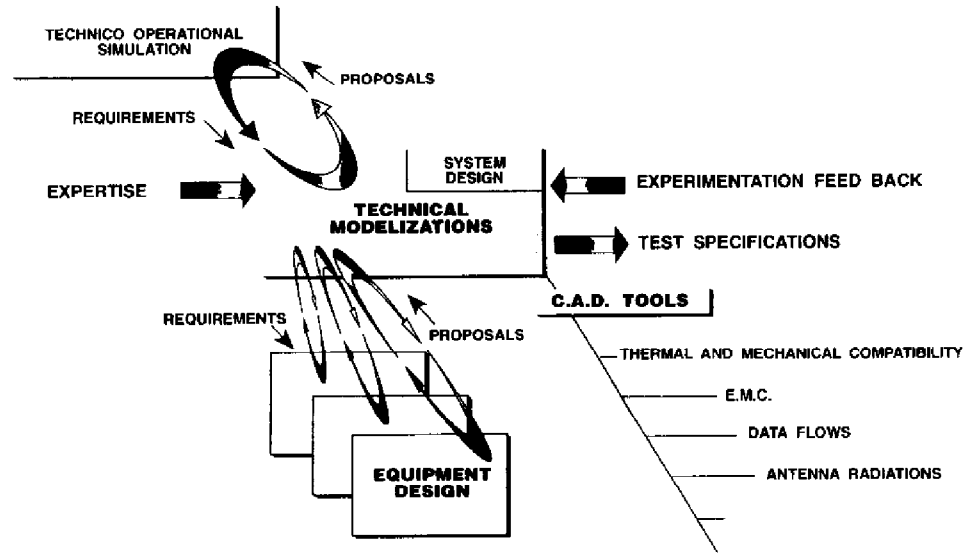 TECHNICO OPERATIONAL
SIMULATION
PROPOSALS
REQUIREMENTS
SYSTEM
DESIGN
EXPERTISE
EXPERIMENTATION FEED BACK
TECHNICAL
MODELIZATIONS
TEST SPECIFICATIONS
C.A.D. TOOLS
REQUIREMENTS
PROPOSALS
THERMAL AND MECHANICAL COMPATIBILITY
E.M.C.
DATA FLOWS
ANTENNA RADIATIONS
EQUIPMENT
DESIGN